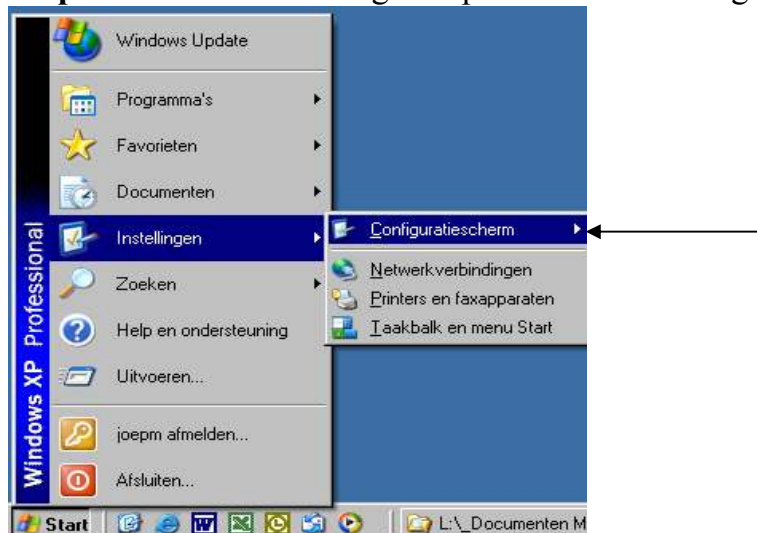 Windows Update
Programma's
Favorieten
Documenten
Instellingen
Zoeken
Help en ondersteuning
Uitvoeren...
joepm afmelden...
Afsluiten...
Windows XP Professional
Configuratiescherm
Netwerkverbindingen
Printers en faxapparaten
Taakbalk en menu Start
Start
L:\_Documenten M